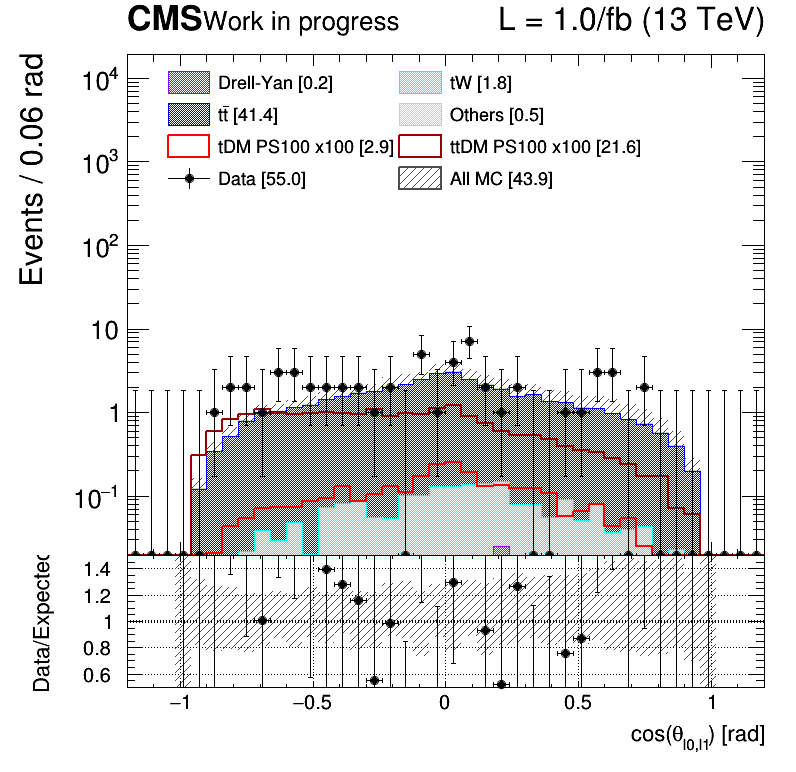 CMS Work in progress L = 1.0/fb (13 TeV)
Events / 0.06 rad
Drell-Yan [0.2] tW [1.8]
tt̄ [41.4] Others [0.5]
tDM PS100 x100 [2.9] ttDM PS100 x100 [21.6]
Data [55.0] All MC [43.9]
10⁴
10³
10²
10
1
10⁻¹
Data/Expected
1.4
1.2
1
0.8
0.6
−1 −0.5 0 0.5 1
cos(θ_l0,l1) [rad]